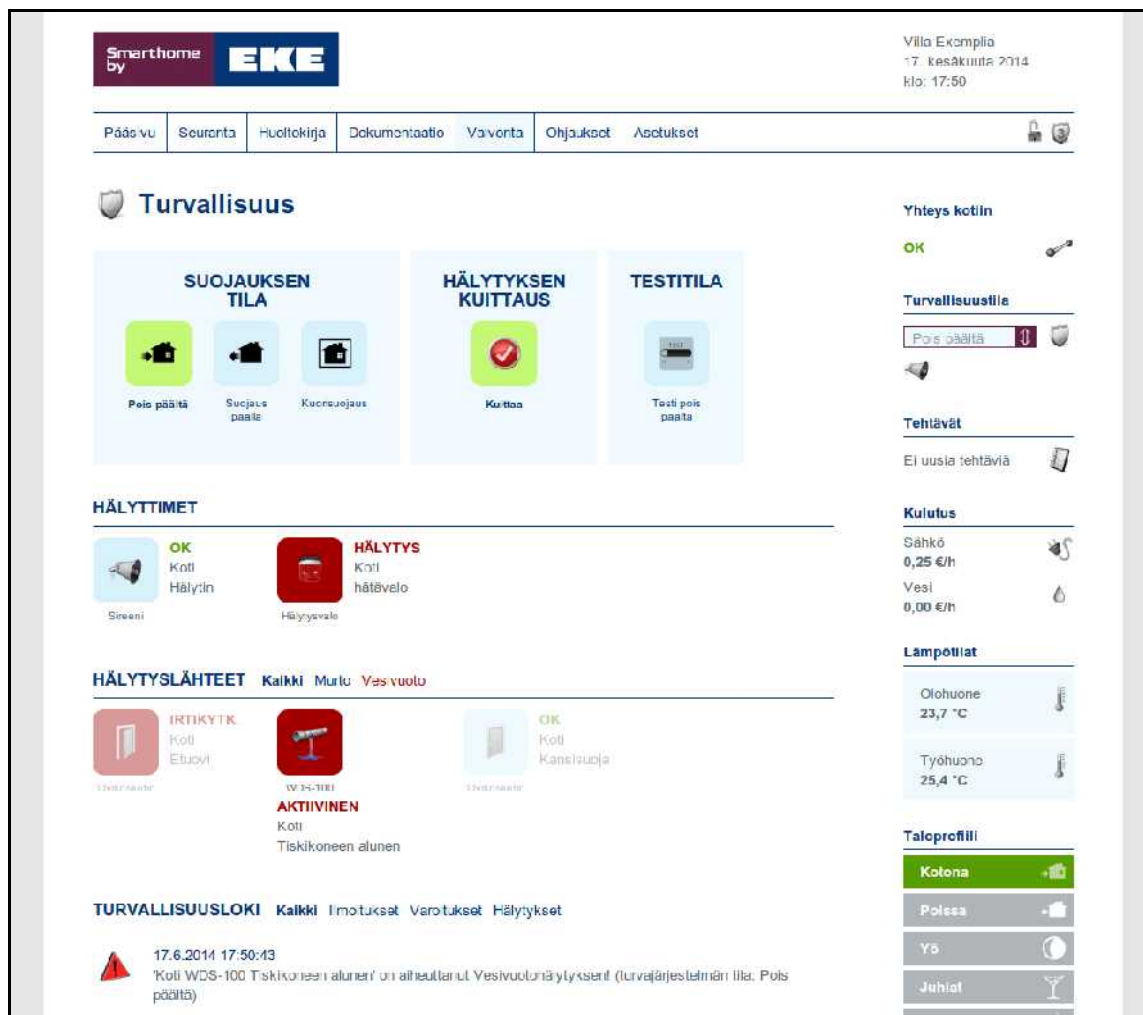 Smarthome
by
EKE
Villa Exemplia
17. kesäkuuta 2014
klo: 17:50
Pääsivu Seuranta Huoltokirja Dokumentaatio Valvonta Ohjaukset Asetukset
Turvallisuus
SUOJAUKSEN
TILA
Pois päältä
Suojaus
päällä
Kuorisuojaus
HÄLYTYKSEN
KUITTAUS
Kuittaa
TESTITILA
TEST
Testi pois
päältä
HÄLYTTIMET
OK
Koti
Hälytin
Sireeni
HÄLYTYS
Koti
hätävalo
Hälytysvalo
HÄLYTYSLÄHTEET Kaikki Murto Vesivuoto
IRTIKYTK.
Koti
Etuovi
WDS-100
AKTIIVINEN
Koti
Tiskikoneen alunen
OK
Koti
Kansisuoja
TURVALLISUUSLOKI Kaikki Ilmoitukset Varoitukset Hälytykset
17.6.2014 17:50:43
'Koti WDS-100 Tiskikoneen alunen' on aiheuttanut Vesivuotohälytyksen! (turvajärjestelmän tila: Pois
päältä)
Yhteys kotiin
OK
Turvallisuustila
Pois päältä
Tehtävät
Ei uusia tehtäviä
Kulutus
Sähkö
0,25 €/h
Vesi
0,00 €/h
Lämpötilat
Olohuone
23,7 °C
Työhuone
25,4 °C
Taloprofiili
Kotona
Poissa
Yö
Juhlat